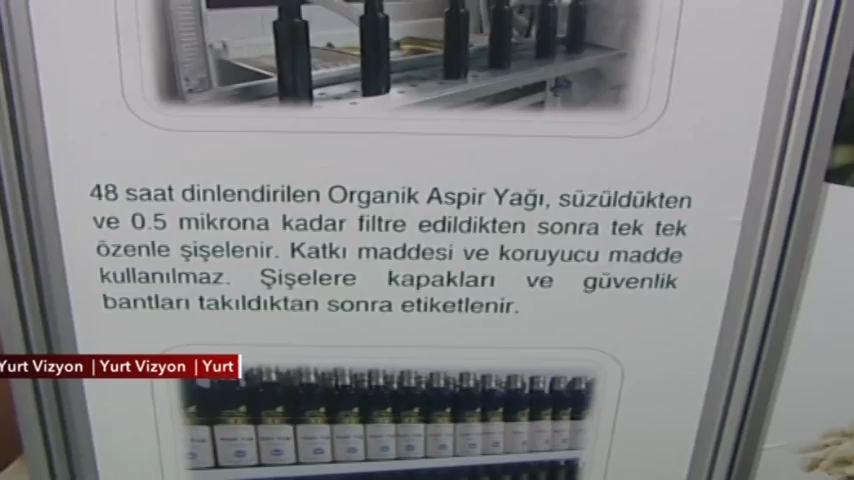 48 saat dinlendirilen Organik Aspir Yağı, süzüldükten
ve 0.5 mikrona kadar filtre edildikten sonra tek tek
özenle şişelenir. Katkı maddesi ve koruyucu madde
kullanılmaz. Şişelere kapakları ve güvenlik
bantları takıldıktan sonra etiketlenir.
Yurt Vizyon | Yurt Vizyon | Yurt